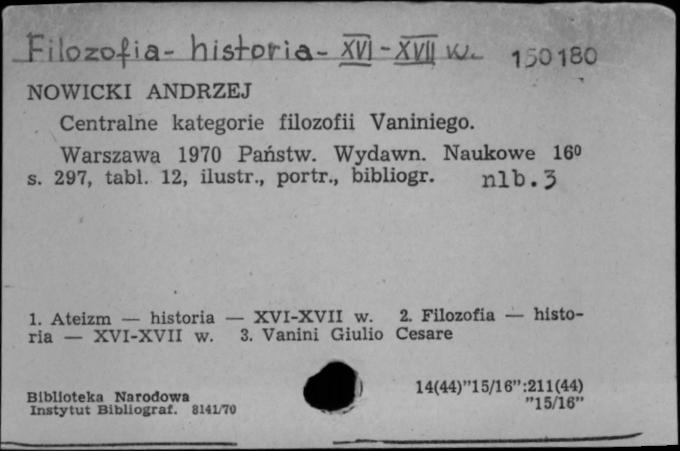 Filozofia - historia - XVI - XVII w. 150180
NOWICKI ANDRZEJ
Centralne kategorie filozofii Vaniniego.
Warszawa 1970 Państw. Wydawn. Naukowe 16º
s. 297, tabl. 12, ilustr., portr., bibliogr. nlb. 3
1. Ateizm — historia — XVI-XVII w. 2. Filozofia — histo-
ria — XVI-XVII w. 3. Vanini Giulio Cesare
Biblioteka Narodowa
Instytut Bibliograf. 8141/70
14(44)"15/16":211(44)
"15/16"